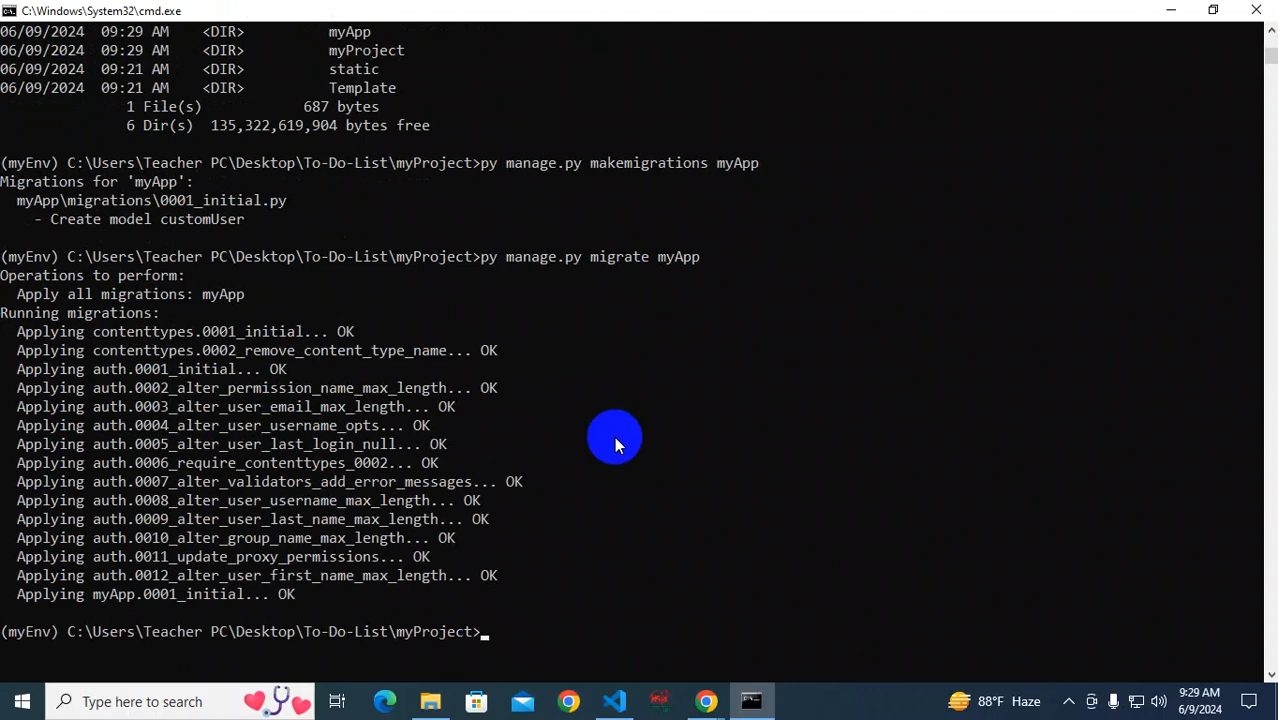 C:\Windows\System32\cmd.exe
06/09/2024  09:29 AM    <DIR>          myApp
06/09/2024  09:29 AM    <DIR>          myProject
06/09/2024  09:21 AM    <DIR>          static
06/09/2024  09:21 AM    <DIR>          Template
               1 File(s)            687 bytes
               6 Dir(s)  135,322,619,904 bytes free
(myEnv) C:\Users\Teacher PC\Desktop\To-Do-List\myProject>py manage.py makemigrations myApp
Migrations for 'myApp':
  myApp\migrations\0001_initial.py
    - Create model customUser
(myEnv) C:\Users\Teacher PC\Desktop\To-Do-List\myProject>py manage.py migrate myApp
Operations to perform:
  Apply all migrations: myApp
Running migrations:
  Applying contenttypes.0001_initial... OK
  Applying contenttypes.0002_remove_content_type_name... OK
  Applying auth.0001_initial... OK
  Applying auth.0002_alter_permission_name_max_length... OK
  Applying auth.0003_alter_user_email_max_length... OK
  Applying auth.0004_alter_user_username_opts... OK
  Applying auth.0005_alter_user_last_login_null... OK
  Applying auth.0006_require_contenttypes_0002... OK
  Applying auth.0007_alter_validators_add_error_messages... OK
  Applying auth.0008_alter_user_username_max_length... OK
  Applying auth.0009_alter_user_last_name_max_length... OK
  Applying auth.0010_alter_group_name_max_length... OK
  Applying auth.0011_update_proxy_permissions... OK
  Applying auth.0012_alter_user_first_name_max_length... OK
  Applying myApp.0001_initial... OK
(myEnv) C:\Users\Teacher PC\Desktop\To-Do-List\myProject>
Type here to search
88°F Haze
9:29 AM
6/9/2024